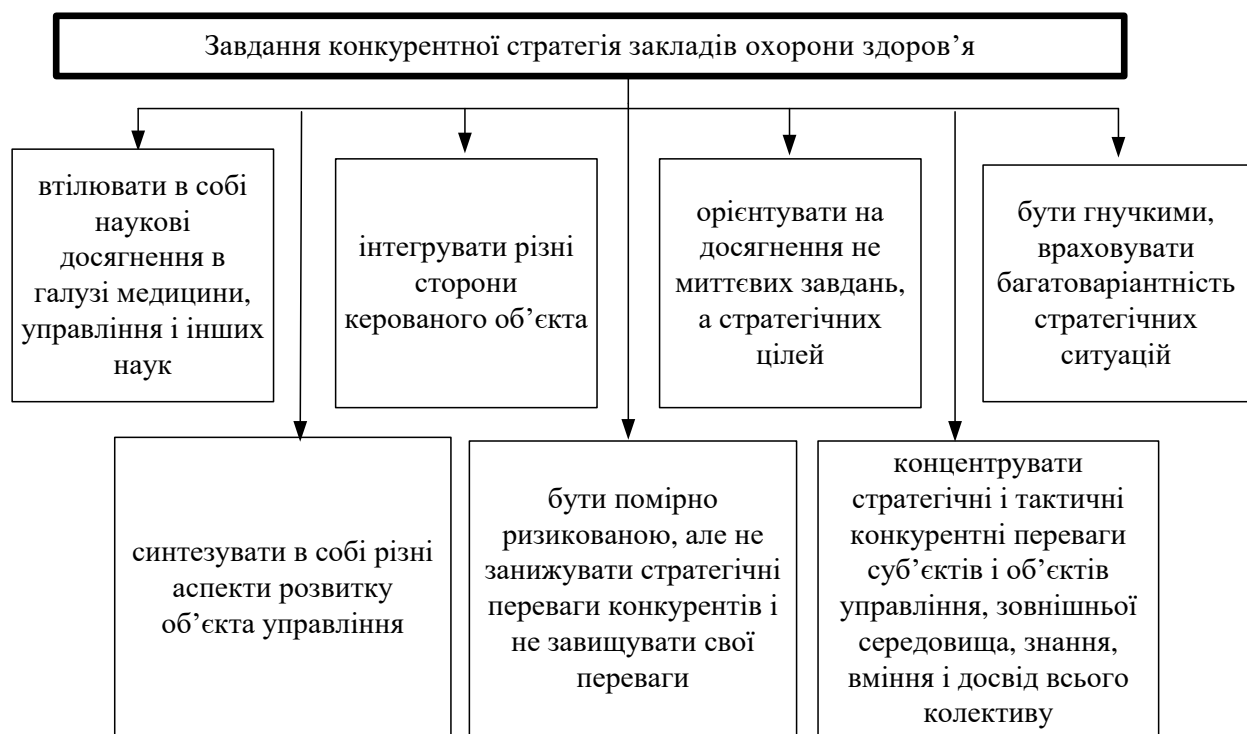 Завдання конкурентної стратегія закладів охорони здоров’я
втілювати в собі
наукові
досягнення в
галузі медицини,
управління і інших
наук
інтегрувати різні
сторони
керованого об’єкта
орієнтувати на
досягнення не
миттєвих завдань,
а стратегічних
цілей
бути гнучкими,
враховувати
багатоваріантність
стратегічних
ситуацій
синтезувати в собі різні
аспекти розвитку
об’єкта управління
бути помірно
ризикованою, але не
занижувати стратегічні
переваги конкурентів і
не завищувати свої
переваги
концентрувати
стратегічні і тактичні
конкурентні переваги
суб’єктів і об’єктів
управління, зовнішньої
середовища, знання,
вміння і досвід всього
колективу